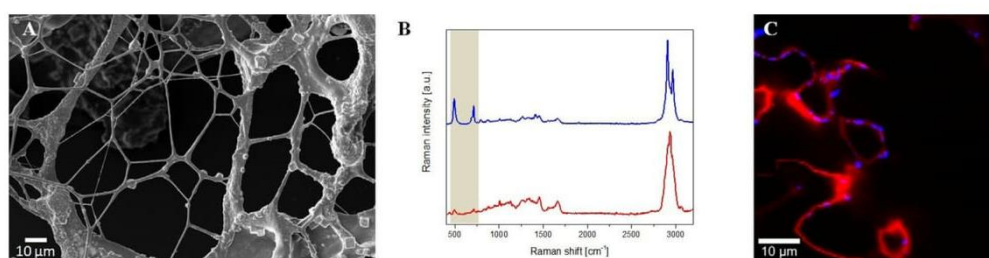 A
10 µm
B
Raman intensity [a.u.]
500
1000
1500
2000
2500
3000
Raman shift [cm⁻¹]
C
10 µm